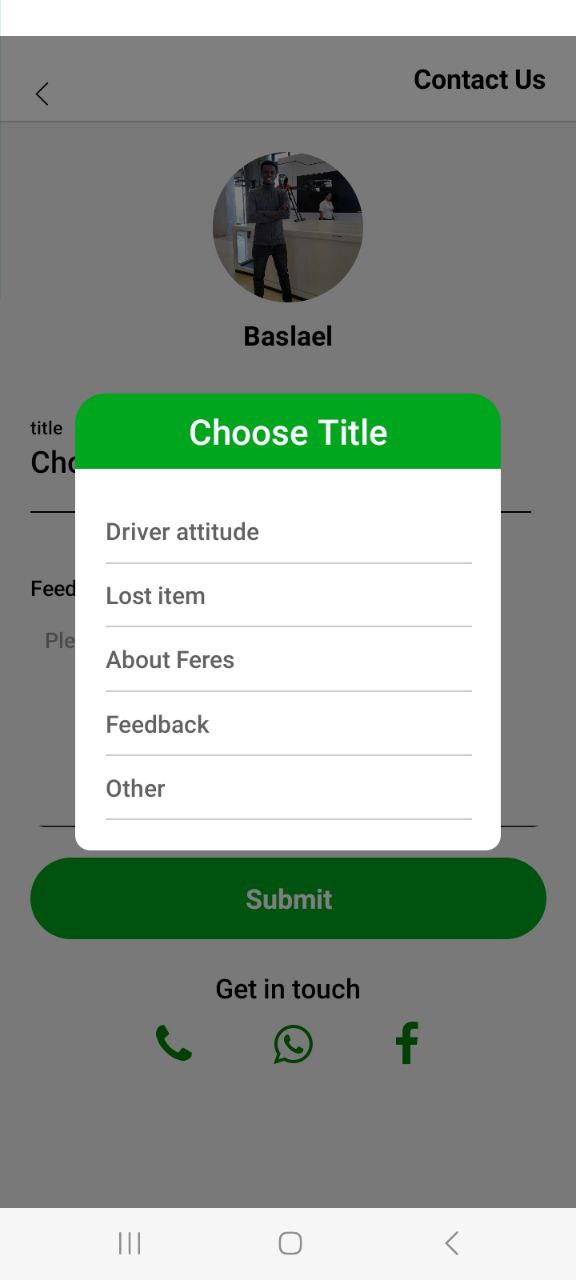 Contact Us
Baslael
title
Cho
Choose Title
Driver attitude
Feed
Lost item
Ple
About Feres
Feedback
Other
Submit
Get in touch